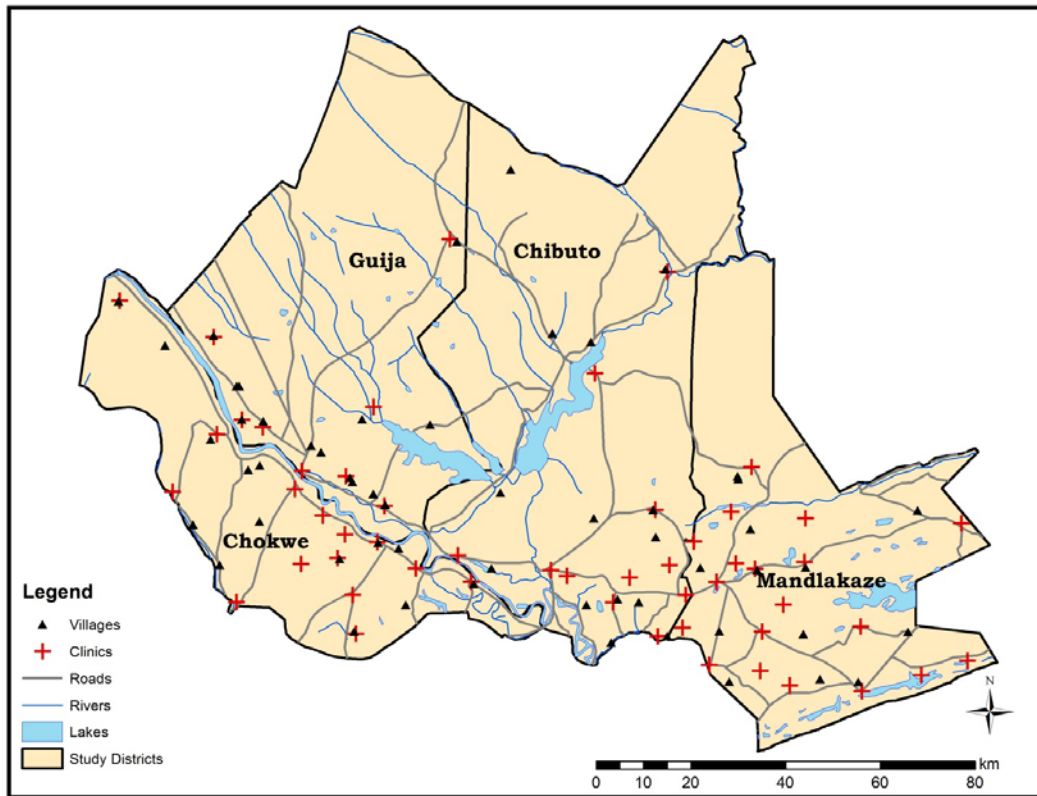 Guija
Chibuto
Chokwe
Mandlakaze
Legend
Villages
Clinics
Roads
Rivers
Lakes
Study Districts
N
km
0 5 10 20 40 60 80